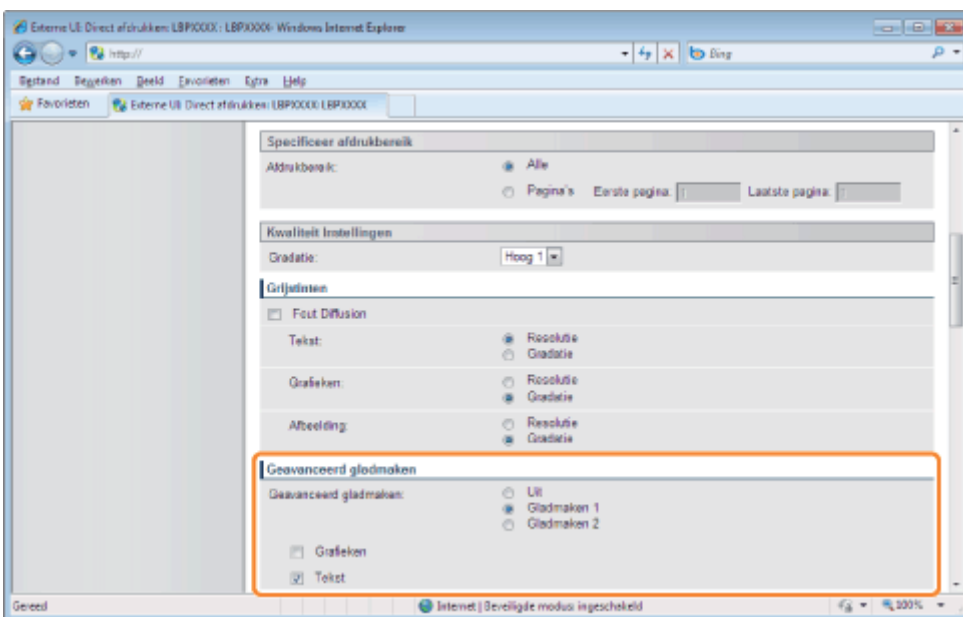 Externe UI: Direct afdrukken: LBPXXXX : LBPXXXX - Windows Internet Explorer
http://
Bing
Bestand Bewerken Beeld Favorieten Extra Help
Favorieten Externe UI: Direct afdrukken: LBPXXXX: LBPXXXX
Specificeer afdrukbereik
Afdrukbereik: Alle
Pagina's Eerste pagina: Laatste pagina:
Kwaliteit Instellingen
Gradatie: Hoog 1
Grijstinten
Fout Diffusion
Tekst: Resolutie
Gradatie
Grafieken: Resolutie
Gradatie
Afbeelding: Resolutie
Gradatie
Geavanceerd gladmaken
Geavanceerd gladmaken: Uit
Gladmaken 1
Gladmaken 2
Grafieken
Tekst
Gereed Internet | Beveiligde modus: ingeschakeld 100%